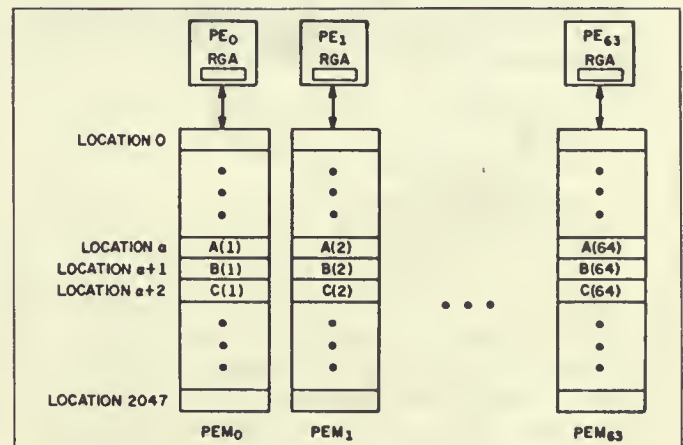 PE0 PE1 PE63
RGA RGA RGA
LOCATION 0
LOCATION α A(1) A(2) A(64)
LOCATION α+1 B(1) B(2) B(64)
LOCATION α+2 C(1) C(2) C(64)
LOCATION 2047
PEM0 PEM1 PEM63